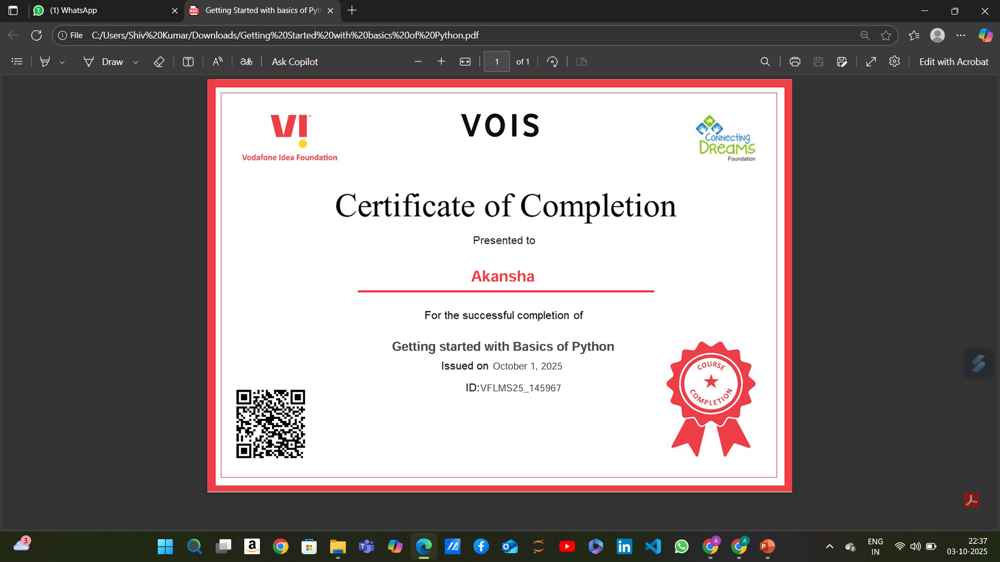 (1) WhatsApp
Getting Started with basics of Pyt
File
C:/Users/Shiv%20Kumar/Downloads/Getting%20Started%20with%20basics%20of%20Python.pdf
Draw
Ask Copilot
1
of 1
Edit with Acrobat
VI™
Vodafone Idea Foundation
VOIS
Connecting
Dreams
Foundation
Certificate of Completion
Presented to
Akansha
For the successful completion of
Getting started with Basics of Python
Issued on October 1, 2025
ID:VFLMS25_145967
COURSE
COMPLETION
3
ENG
IN
22:37
03-10-2025